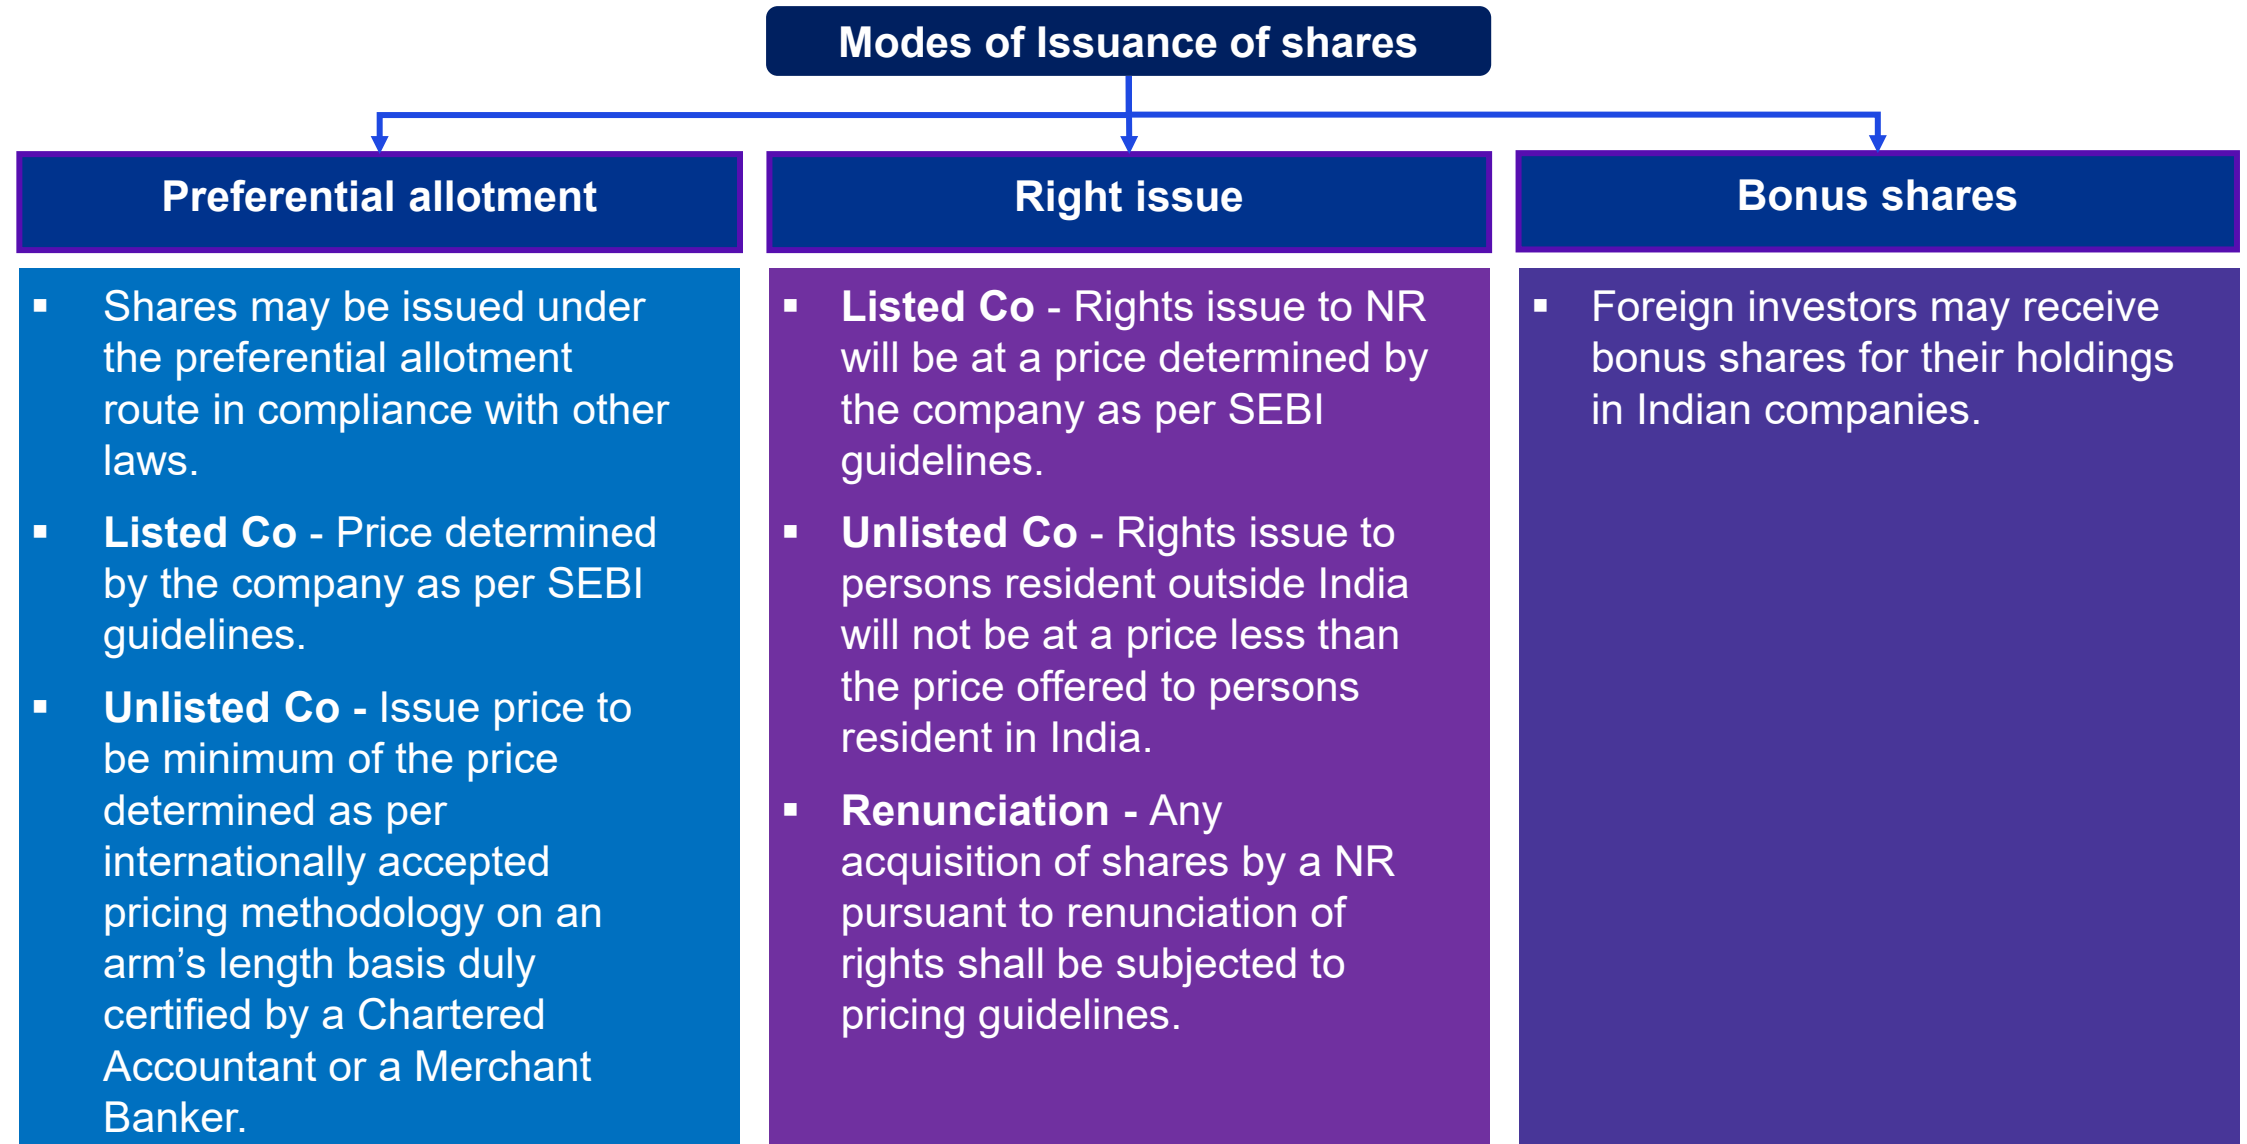 Modes of Issuance of shares
Preferential allotment
▪ Shares may be issued under
the preferential allotment
route in compliance with other
laws.
▪ Listed Co - Price determined
by the company as per SEBI
guidelines.
▪ Unlisted Co - Issue price to
be minimum of the price
determined as per
internationally accepted
pricing methodology on an
arm’s length basis duly
certified by a Chartered
Accountant or a Merchant
Banker.
Right issue
▪ Listed Co - Rights issue to NR
will be at a price determined by
the company as per SEBI
guidelines.
▪ Unlisted Co - Rights issue to
persons resident outside India
will not be at a price less than
the price offered to persons
resident in India.
▪ Renunciation - Any
acquisition of shares by a NR
pursuant to renunciation of
rights shall be subjected to
pricing guidelines.
Bonus shares
▪ Foreign investors may receive
bonus shares for their holdings
in Indian companies.